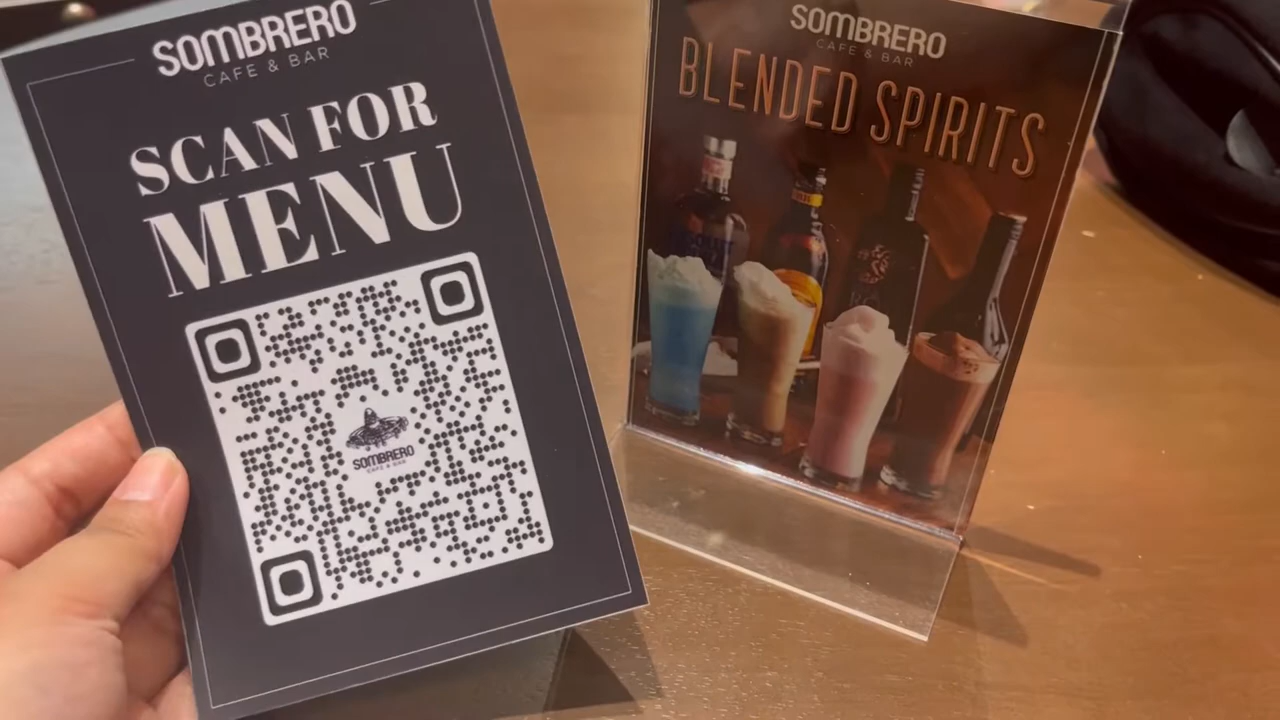 SOMBRERO
CAFE & BAR
SCAN FOR
MENU
SOMBRERO
CAFE & BAR
SOMBRERO
CAFE & BAR
BLENDED SPIRITS